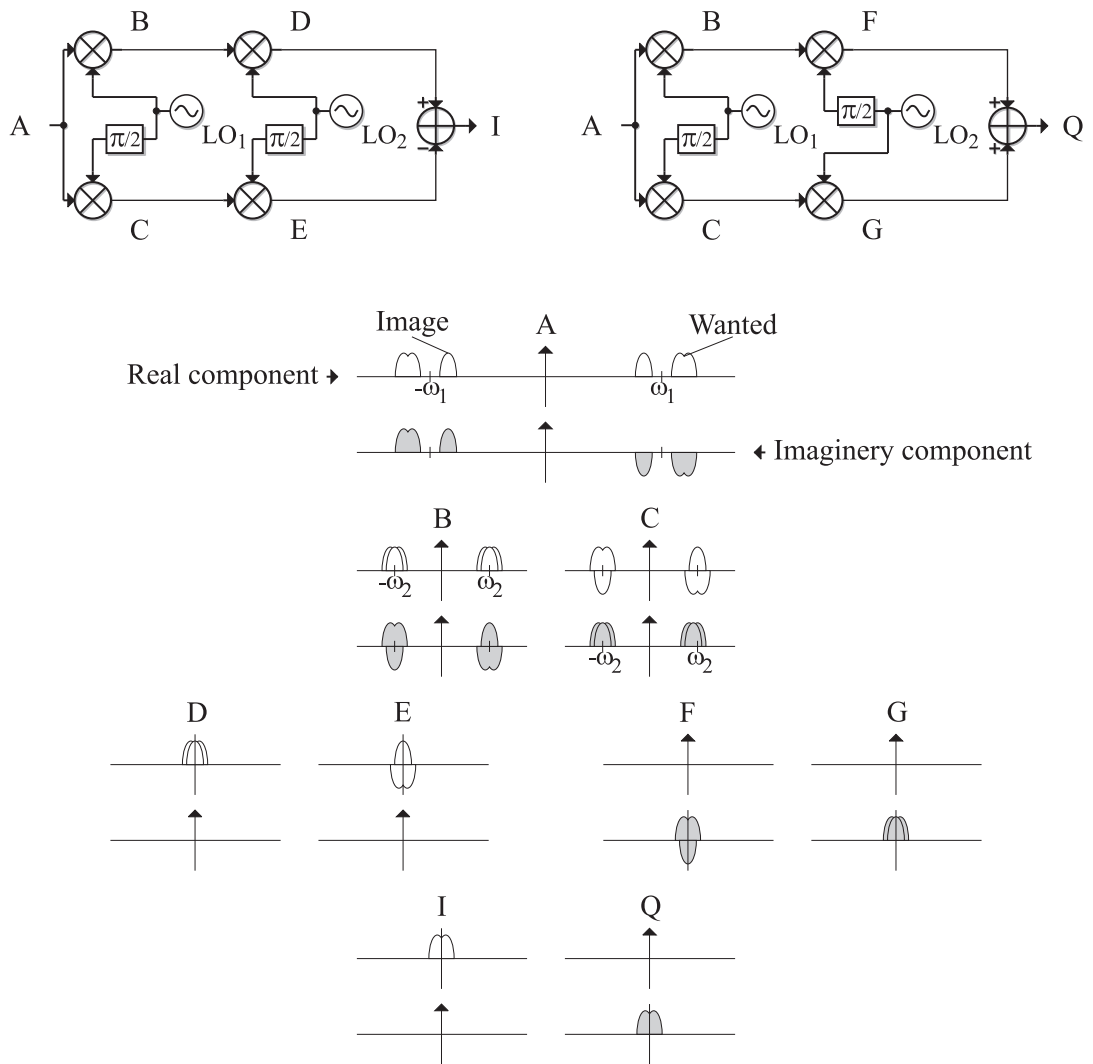 B D
B F
A π/2 LO₁ π/2 LO₂ + − I
A π/2 LO₁ π/2 LO₂ + + Q
C E
C G
Image A Wanted
Real component
-ω₁ ω₁
Imaginery component
B C
-ω₂ ω₂
-ω₂ ω₂
D E F G
I Q